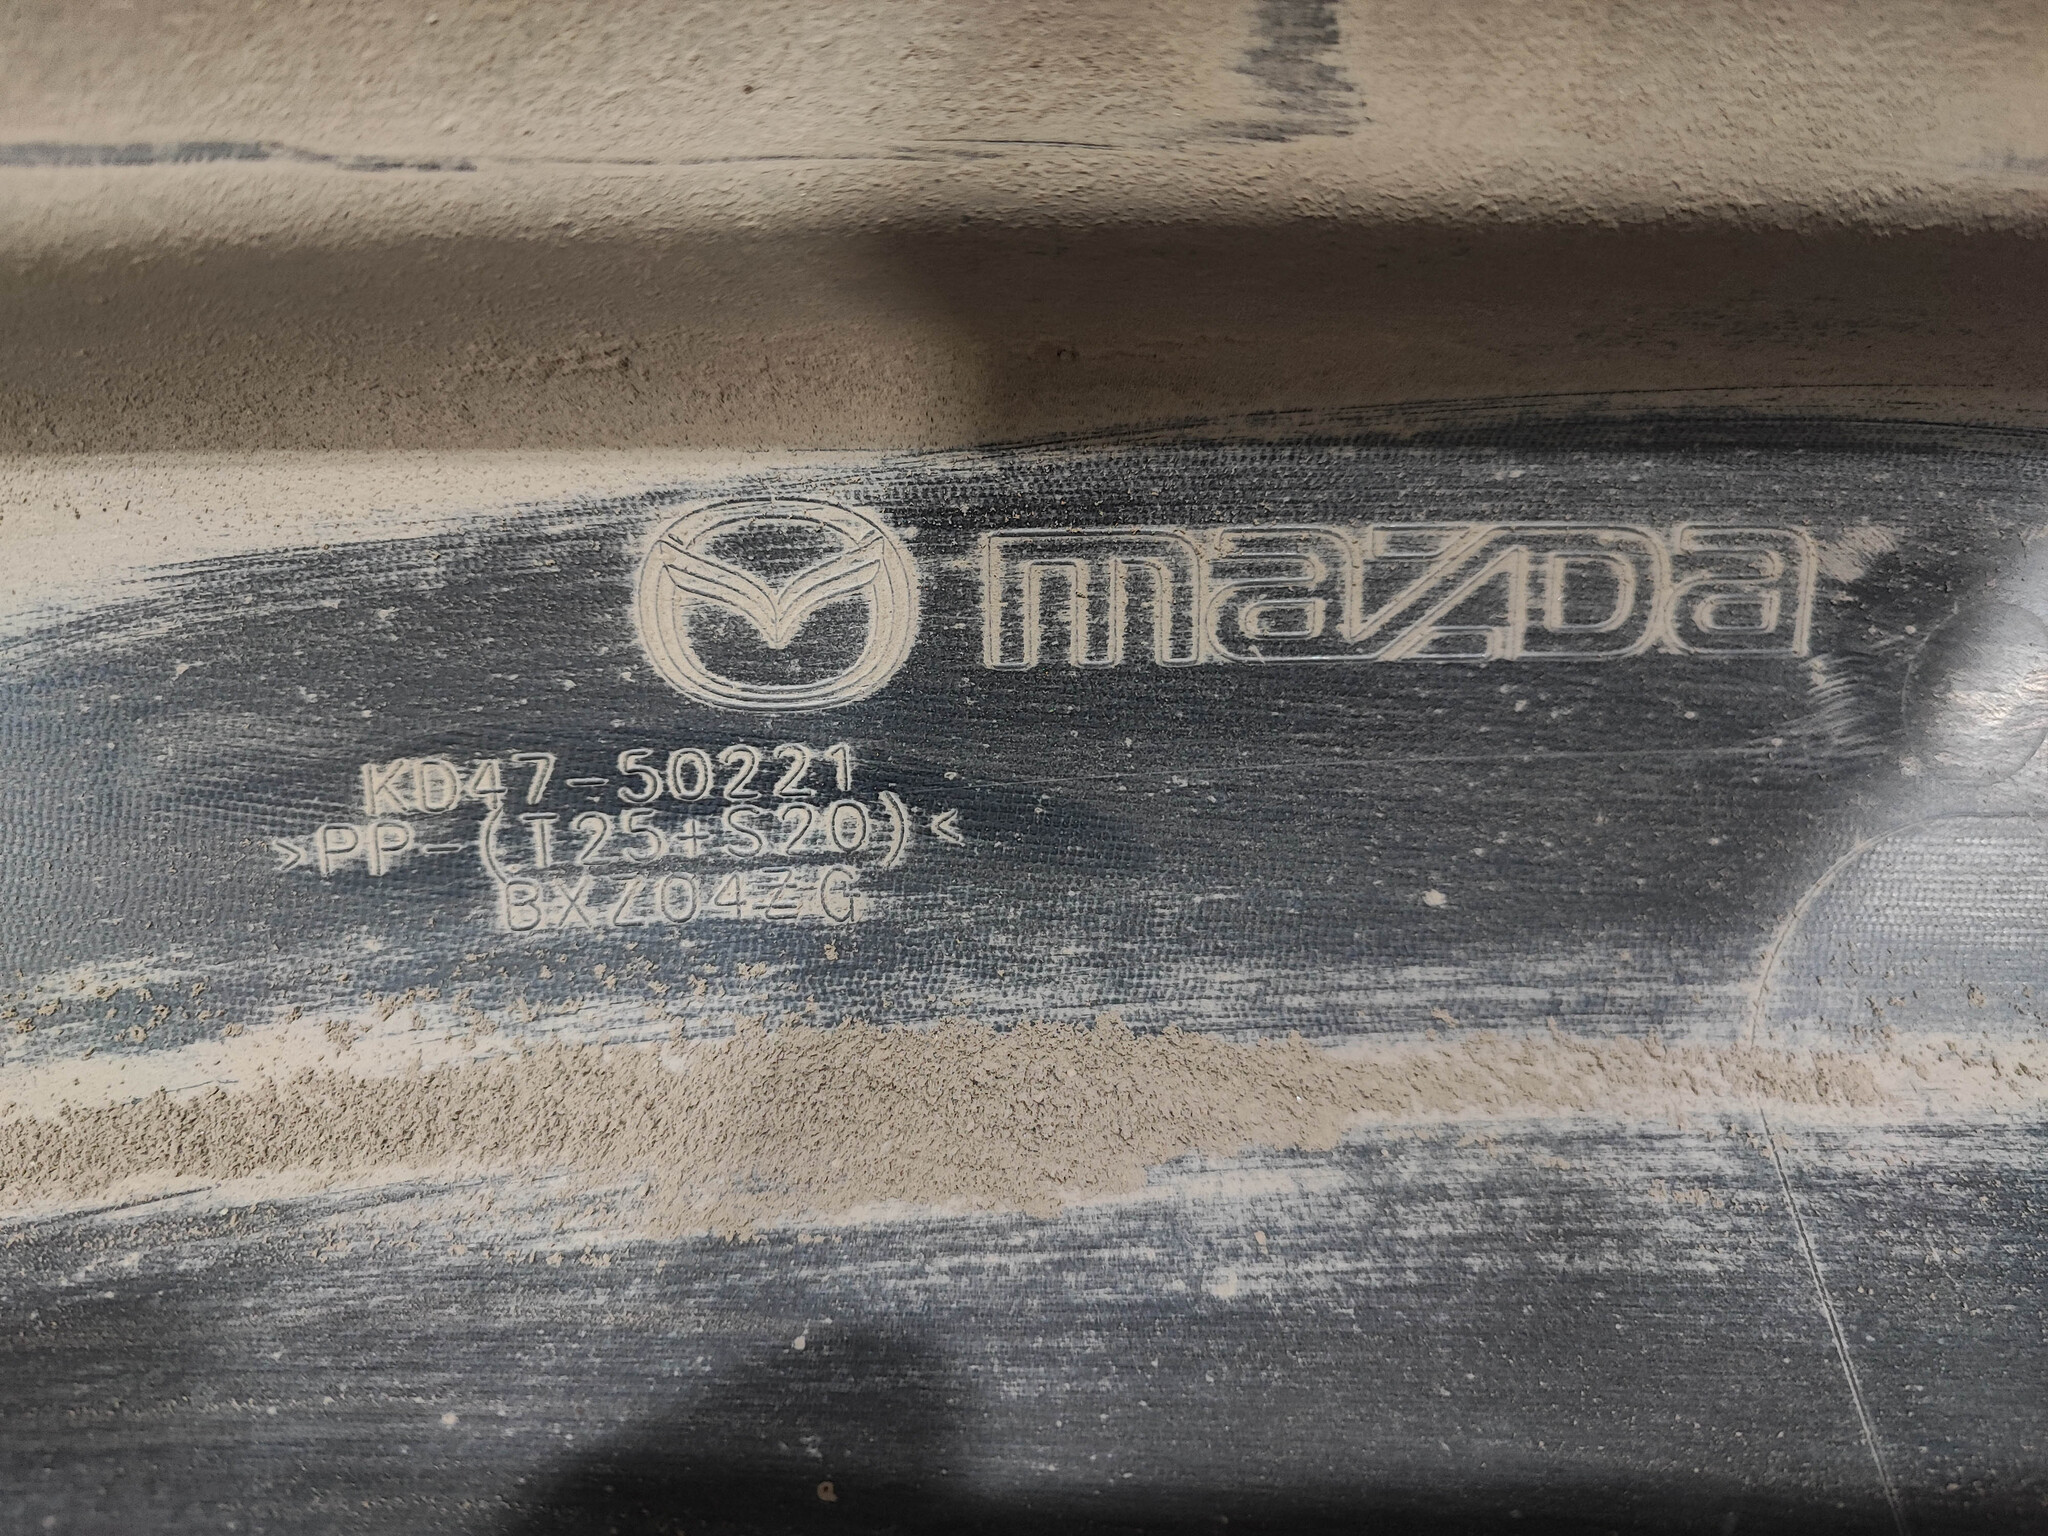 mazda
KD47-50221
>PP-(T25+S20)<
BXZ04ZG